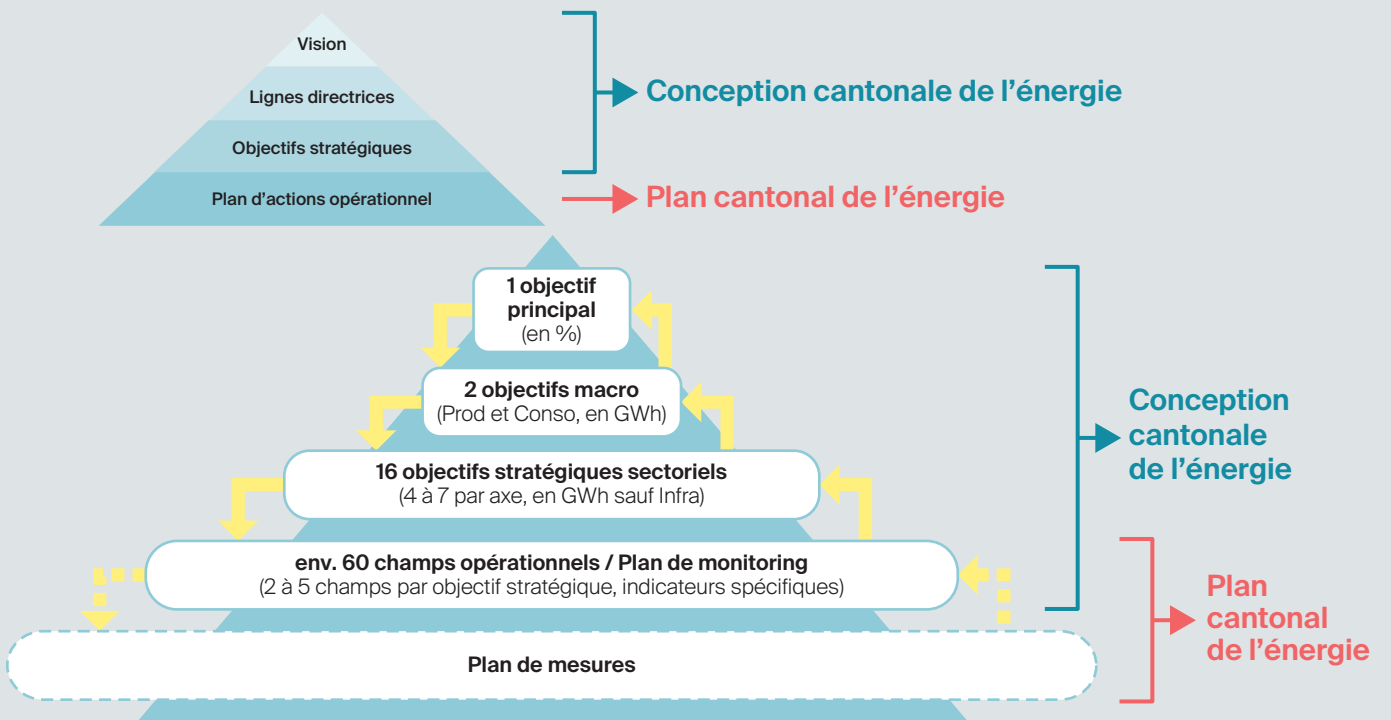 Vision
Lignes directrices
Objectifs stratégiques
Plan d’actions opérationnel
Conception cantonale de l’énergie
Plan cantonal de l’énergie
1 objectif
principal
(en %)
2 objectifs macro
(Prod et Conso, en GWh)
16 objectifs stratégiques sectoriels
(4 à 7 par axe, en GWh sauf Infra)
env. 60 champs opérationnels / Plan de monitoring
(2 à 5 champs par objectif stratégique, indicateurs spécifiques)
Plan de mesures
Conception
cantonale
de l’énergie
Plan
cantonal
de l’énergie